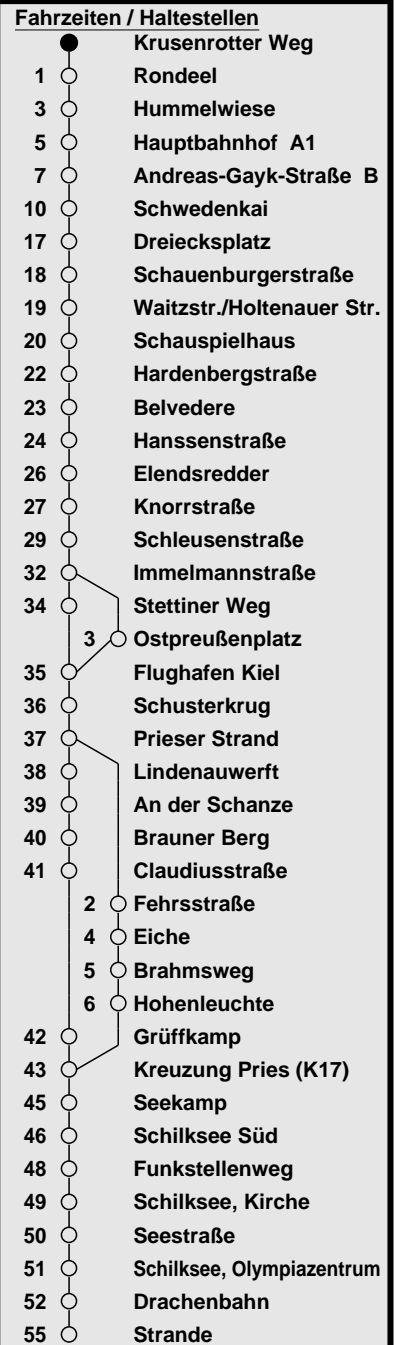 Fahrzeiten / Haltestellen
Krusenrotter Weg
1 Rondeel
3 Hummelwiese
5 Hauptbahnhof A1
7 Andreas-Gayk-Straße B
10 Schwedenkai
17 Dreiecksplatz
18 Schauenburgerstraße
19 Waitzstr./Holtenauer Str.
20 Schauspielhaus
22 Hardenbergstraße
23 Belvedere
24 Hanssenstraße
26 Elendsredder
27 Knorrstraße
29 Schleusenstraße
32 Immelmannstraße
34 Stettiner Weg
3 Ostpreußenplatz
35 Flughafen Kiel
36 Schusterkrug
37 Prieser Strand
38 Lindenauwerft
39 An der Schanze
40 Brauner Berg
41 Claudiusstraße
2 Fehrsstraße
4 Eiche
5 Brahmsweg
6 Hohenleuchte
42 Grüffkamp
43 Kreuzung Pries (K17)
45 Seekamp
46 Schilksee Süd
48 Funkstellenweg
49 Schilksee, Kirche
50 Seestraße
51 Schilksee, Olympiazentrum
52 Drachenbahn
55 Strande